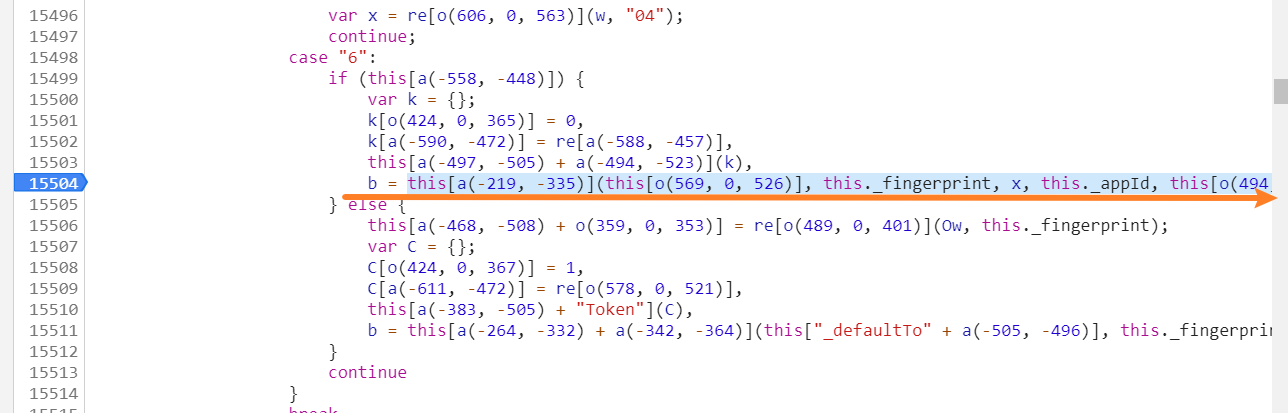 15496 var x = re[o(606, 0, 563)](w, "04");
15497 continue;
15498 case "6":
15499 if (this[a(-558, -448)]) {
15500 var k = {};
15501 k[o(424, 0, 365)] = 0,
15502 k[a(-590, -472)] = re[a(-588, -457)],
15503 this[a(-497, -505) + a(-494, -523)](k),
15504 b = this[a(-219, -335)](this[o(569, 0, 526)], this._fingerprint, x, this._appId, this[o(494
15505 } else {
15506 this[a(-468, -508) + o(359, 0, 353)] = re[o(489, 0, 401)](Ow, this._fingerprint);
15507 var C = {};
15508 C[o(424, 0, 367)] = 1,
15509 C[a(-611, -472)] = re[o(578, 0, 521)],
15510 this[a(-383, -505) + "Token"](C),
15511 b = this[a(-264, -332) + a(-342, -364)](this["_defaultTo" + a(-505, -496)], this._fingerprin
15512 }
15513 continue
15514 }
15515 break